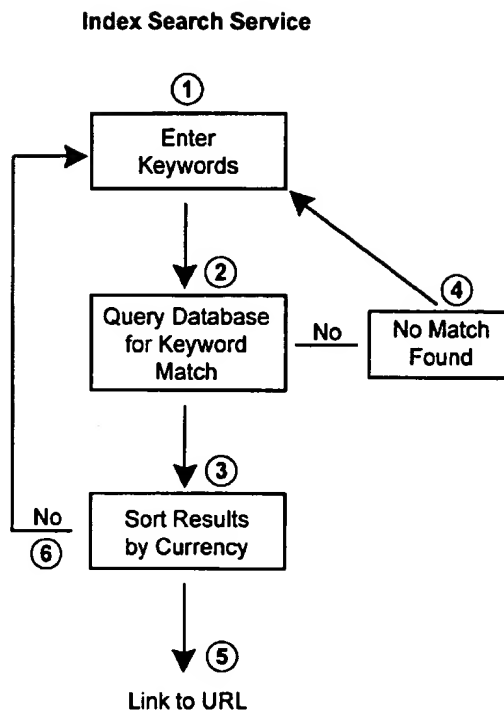 Index Search Service
1
Enter
Keywords
2
Query Database
for Keyword
Match
No
4
No Match
Found
3
Sort Results
by Currency
No
6
5
Link to URL